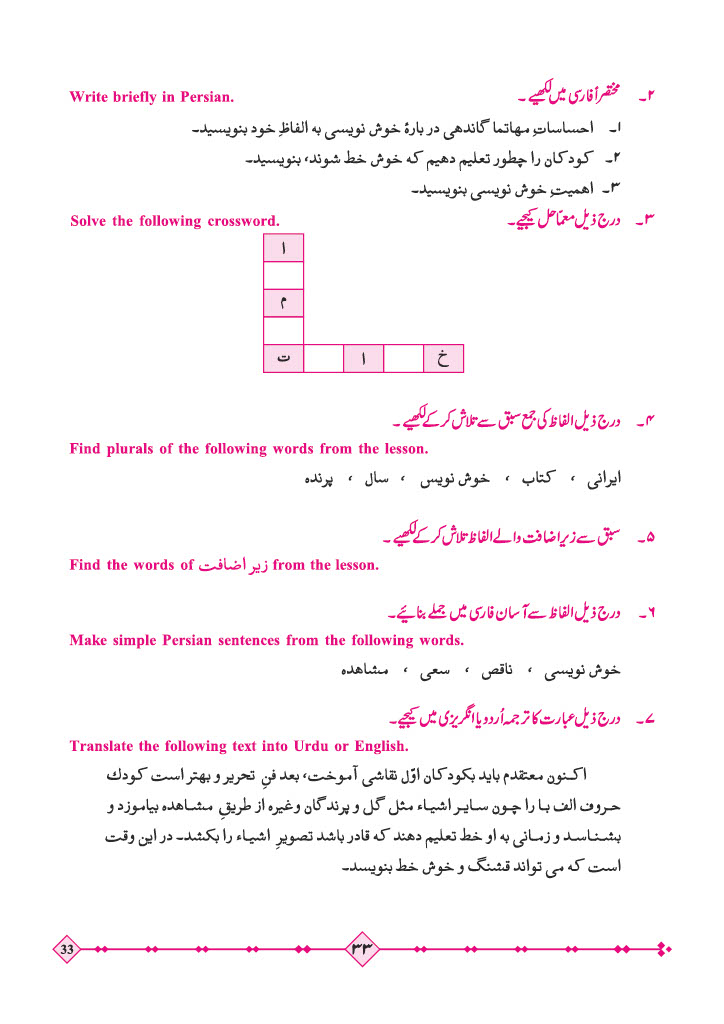 ۲۔ مختصراً فارسی میں لکھیے ۔ Write briefly in Persian.
۱۔ احساساتِ مهاتما گاندھی در بارۀ خوش نویسی به الفاظِ خود بنویسید۔
۲۔ کودکان را چطور تعلیم دهیم که خوش خط شوند، بنویسید۔
۳۔ اهمیتِ خوش نویسی بنویسید۔
۳۔ درج ذیل معمّا حل کیجیے۔ Solve the following crossword.
ا
م
خ ا ت
۴۔ درج ذیل الفاظ کی جمع سبق سے تلاش کر کے لکھیے ۔
Find plurals of the following words from the lesson.
ایرانی ، کتاب ، خوش نویس ، سال ، پرنده
۵۔ سبق سے زیرِ اضافت والے الفاظ تلاش کر کے لکھیے ۔
Find the words of زیر اضافت from the lesson.
۶۔ درج ذیل الفاظ سے آسان فارسی میں جملے بنائیے۔
Make simple Persian sentences from the following words.
خوش نویسی ، ناقص ، سعی ، مشاهده
۷۔ درج ذیل عبارت کا ترجمہ اُردو یا انگریزی میں کیجیے۔
Translate the following text into Urdu or English.
اکنون معتقدم باید بکودکان اوّل نقاشی آموخت، بعد فنِ تحریر و بهتر است کودك
حروف الف با را چون سایر اشیاء مثل گل و پرندگان وغیره از طریقِ مشاهده بیاموزد و
بشناسد و زمانی به او خط تعلیم دهند که قادر باشد تصویرِ اشیاء را بکشد۔ در این وقت
است که می تواند قشنگ و خوش خط بنویسد۔
33 ۳۳